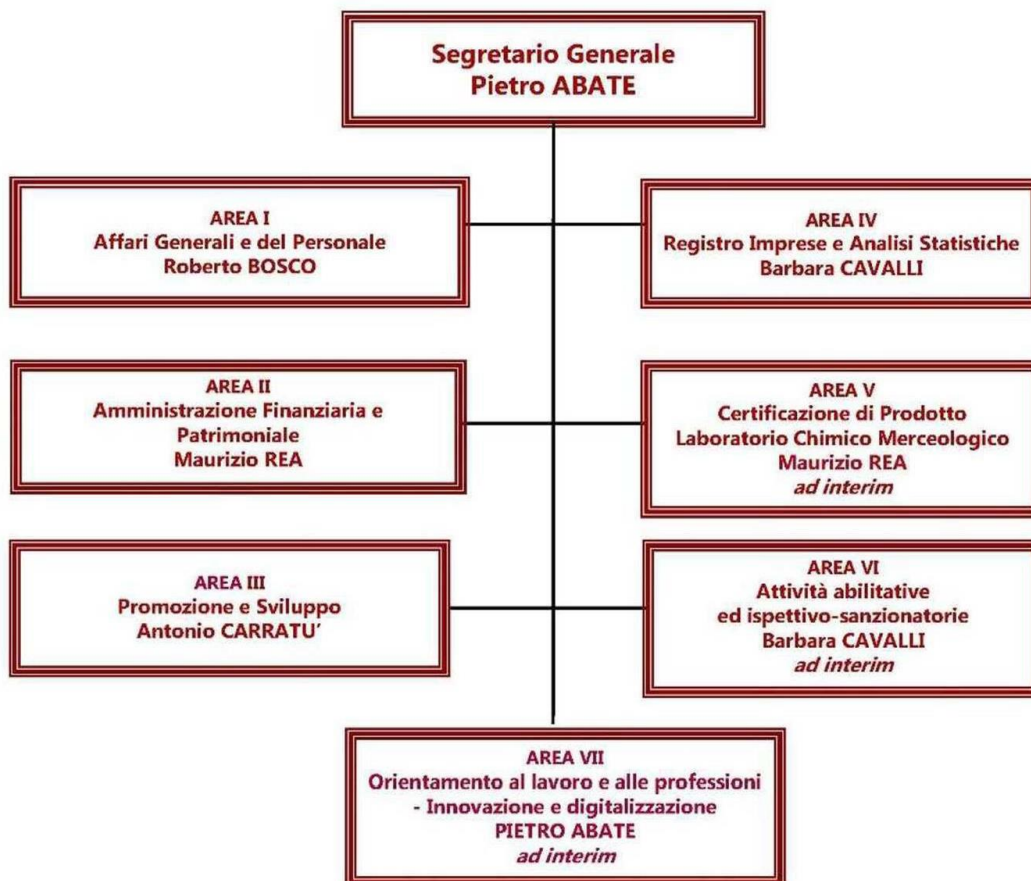 Segretario Generale
Pietro ABATE
AREA I
Affari Generali e del Personale
Roberto BOSCO
AREA IV
Registro Imprese e Analisi Statistiche
Barbara CAVALLI
AREA II
Amministrazione Finanziaria e
Patrimoniale
Maurizio REA
AREA V
Certificazione di Prodotto
Laboratorio Chimico Merceologico
Maurizio REA
ad interim
AREA III
Promozione e Sviluppo
Antonio CARRATU’
AREA VI
Attività abilitative
ed ispettivo-sanzionatorie
Barbara CAVALLI
ad interim
AREA VII
Orientamento al lavoro e alle professioni
- Innovazione e digitalizzazione
PIETRO ABATE
ad interim